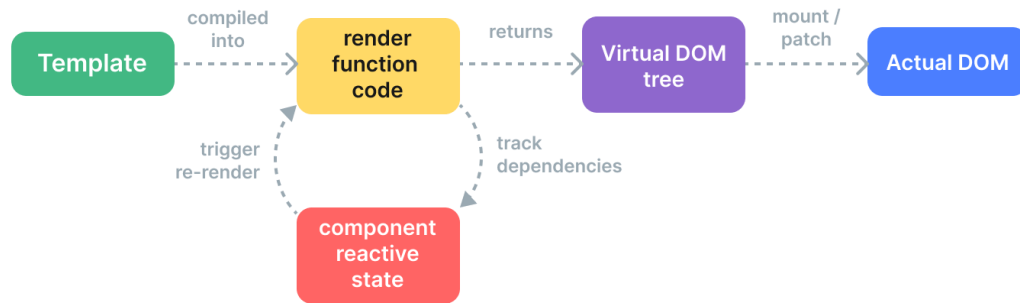 compiled
into
Template
render
function
code
returns
Virtual DOM
tree
mount /
patch
Actual DOM
trigger
re-render
track
dependencies
component
reactive
state